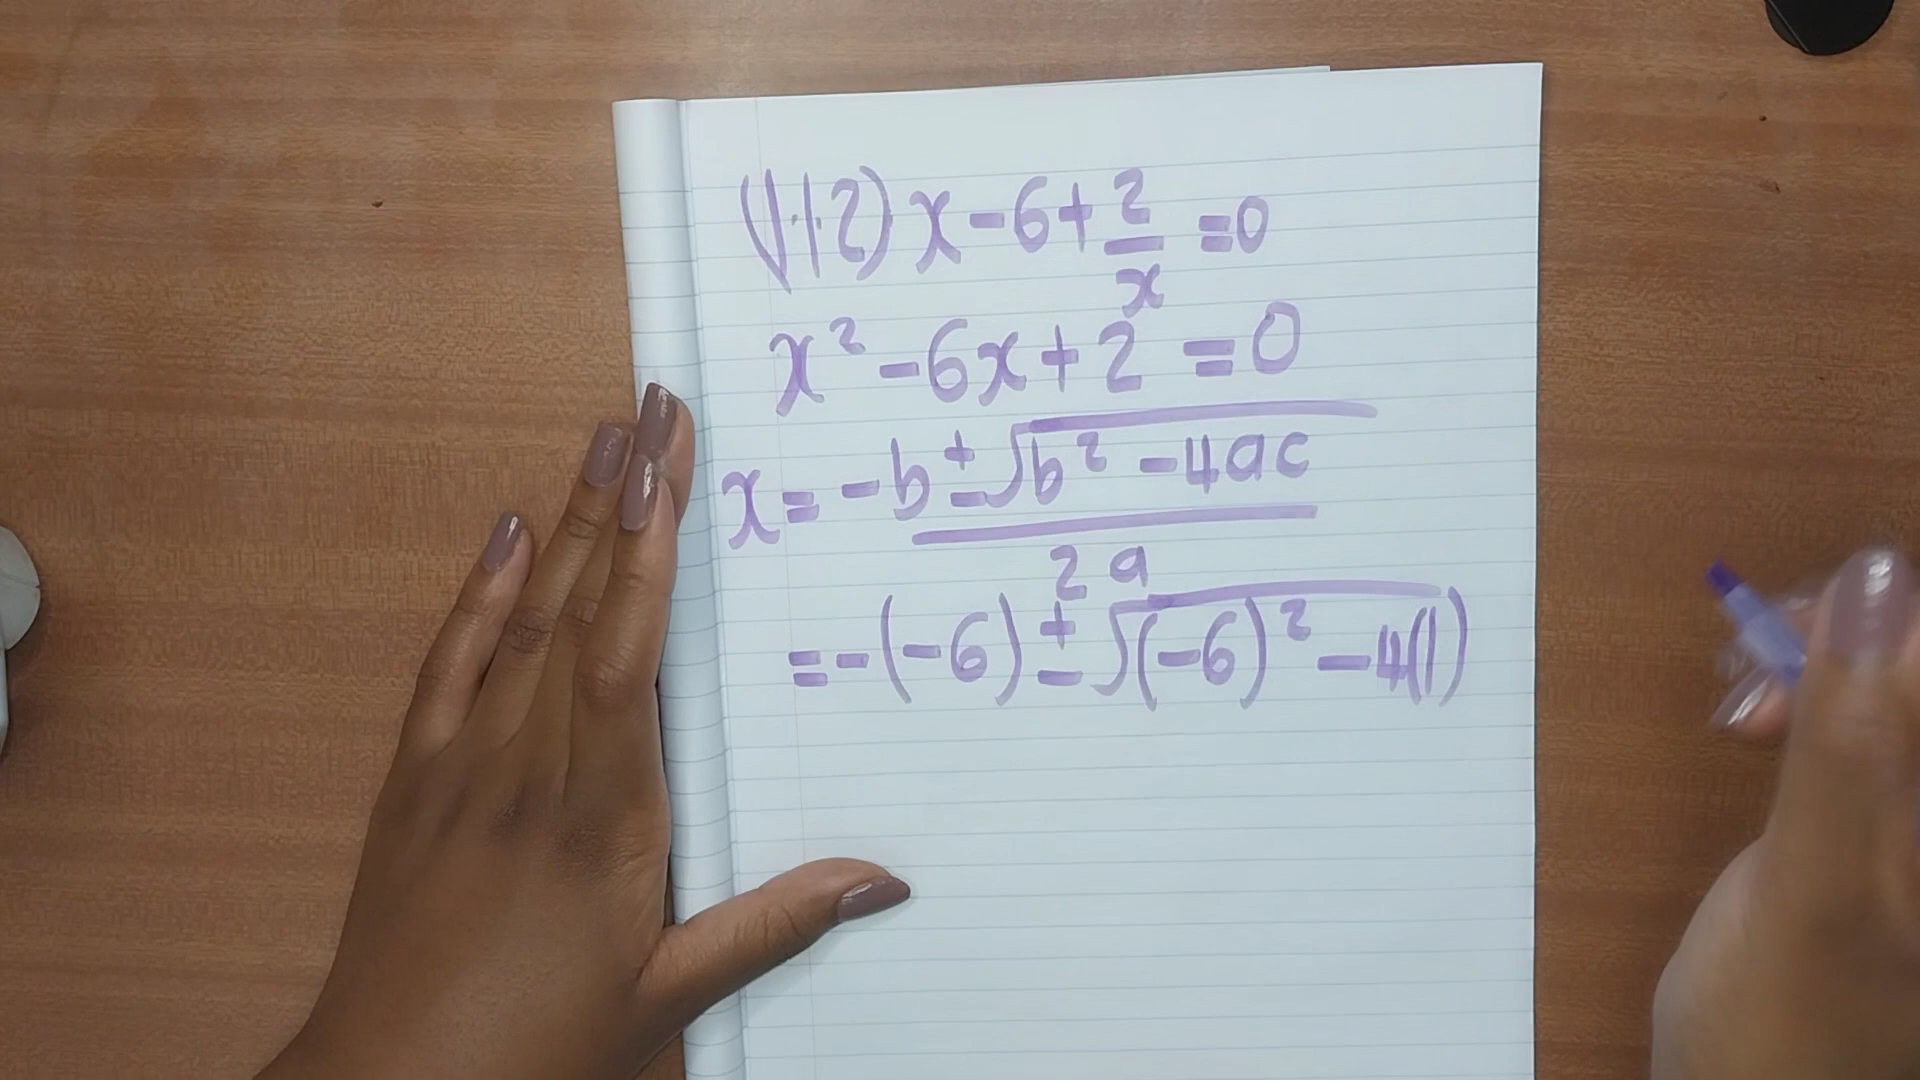 (1.1.2) x - 6 + 2/x = 0
x² - 6x + 2 = 0
x = -b ± √(b² - 4ac) / 2a
= -(-6) ± √((-6)² - 4(1)